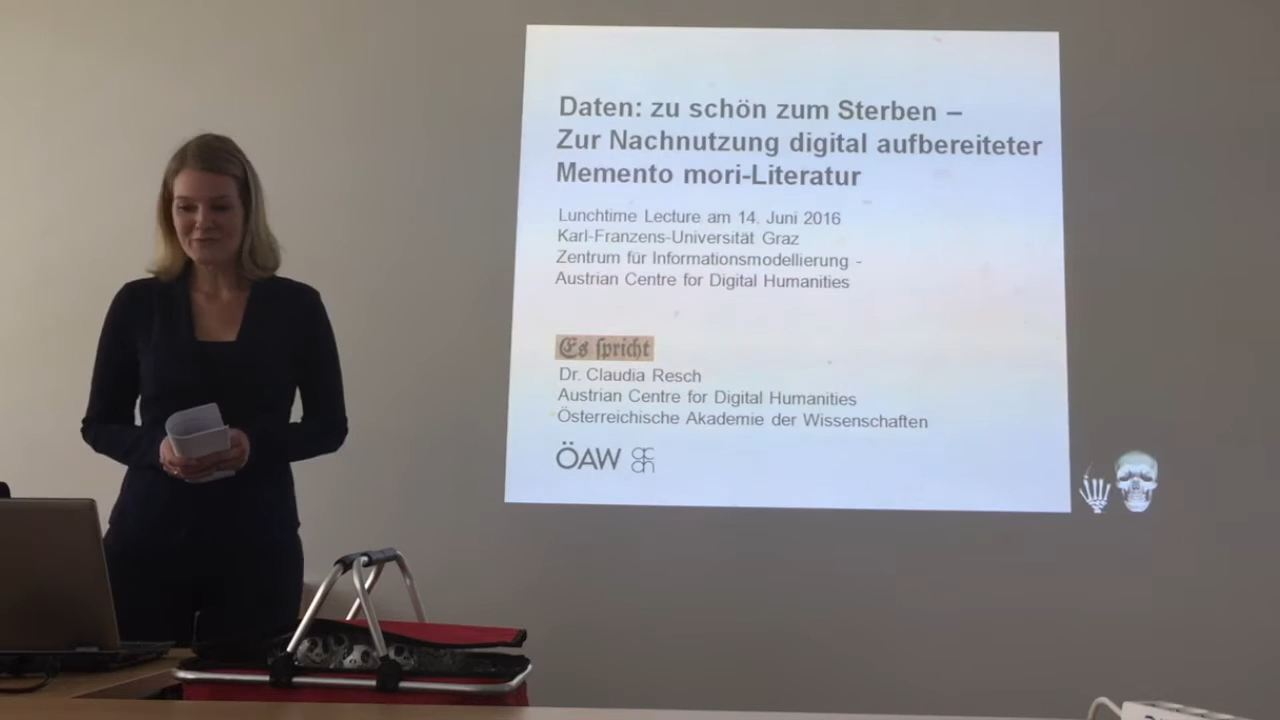 Daten: zu schön zum Sterben –
Zur Nachnutzung digital aufbereiteter
Memento mori-Literatur
Lunchtime Lecture am 14. Juni 2016
Karl-Franzens-Universität Graz
Zentrum für Informationsmodellierung -
Austrian Centre for Digital Humanities
Es ſpricht
Dr. Claudia Resch
Austrian Centre for Digital Humanities
Österreichische Akademie der Wissenschaften
ÖAW ac
dh